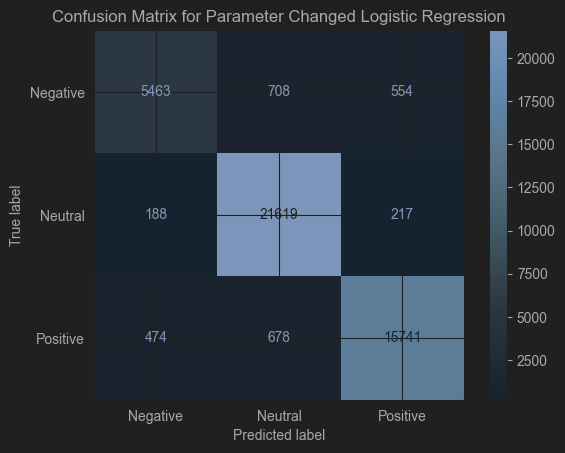 Confusion Matrix for Parameter Changed Logistic Regression
True label
Negative
Neutral
Positive
5463 708 554
188 21619 217
474 678 15741
Negative Neutral Positive
Predicted label
20000
17500
15000
12500
10000
7500
5000
2500